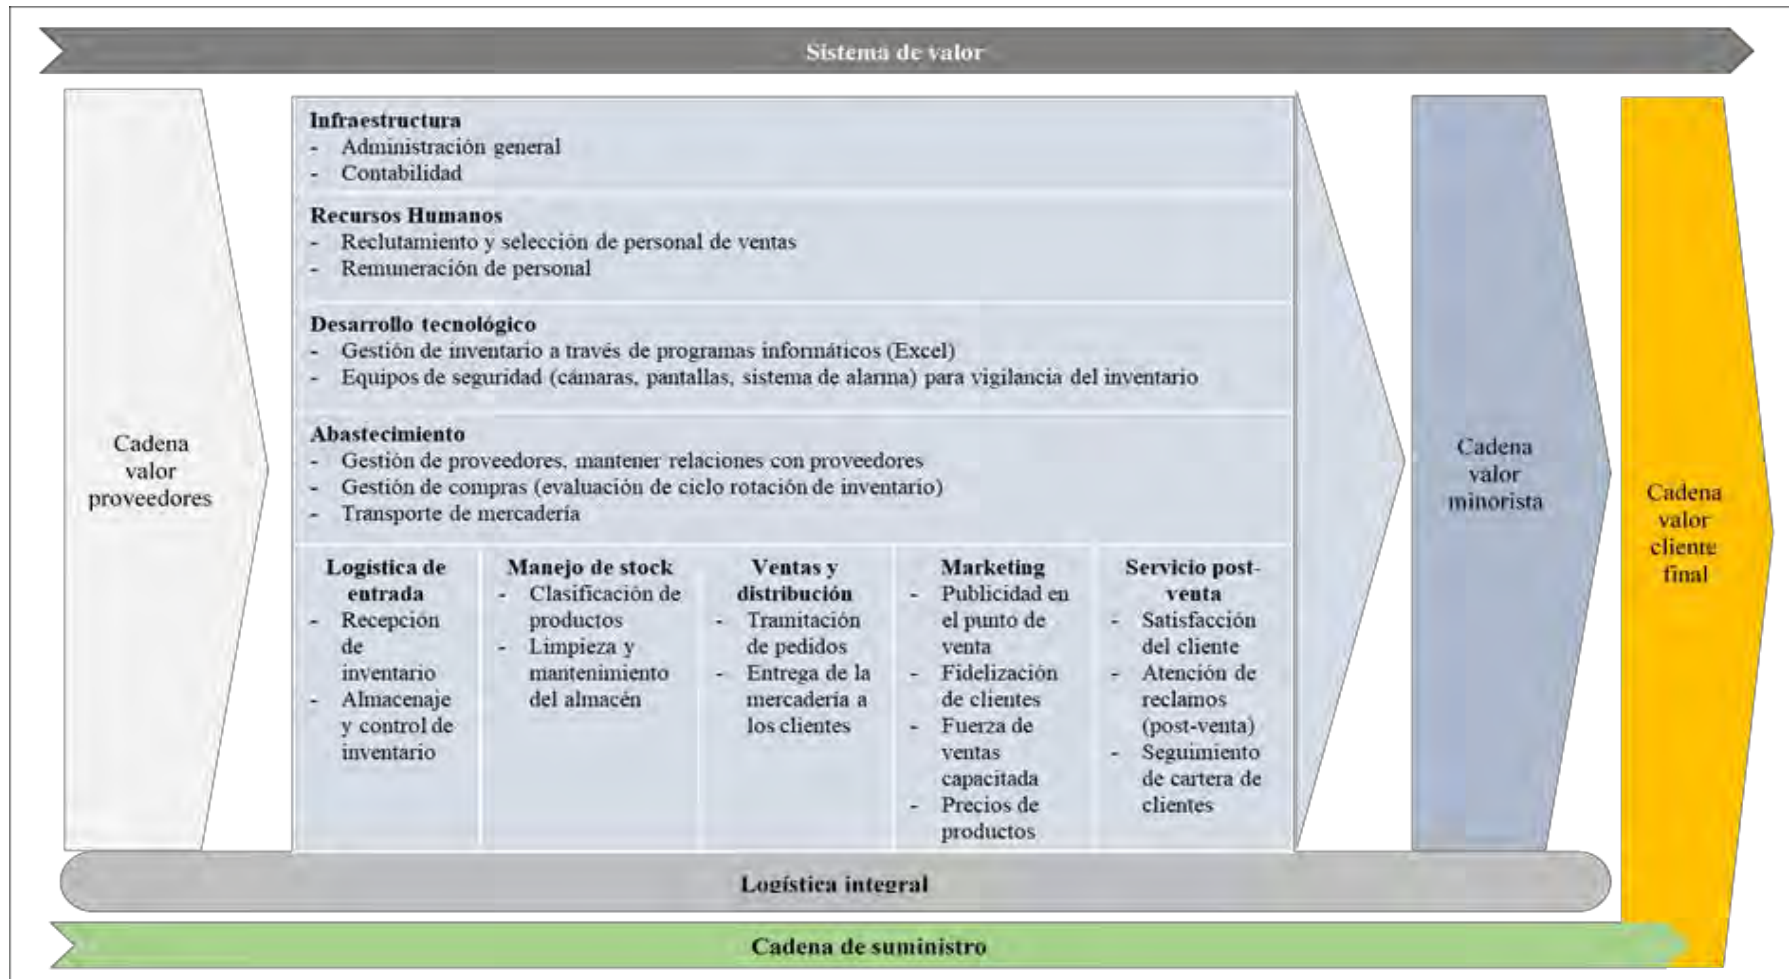 Sistema de valor
Cadena
valor
proveedores
Infraestructura
- Administración general
- Contabilidad
Recursos Humanos
- Reclutamiento y selección de personal de ventas
- Remuneración de personal
Desarrollo tecnológico
- Gestión de inventario a través de programas informáticos (Excel)
- Equipos de seguridad (cámaras, pantallas, sistema de alarma) para vigilancia del inventario
Abastecimiento
- Gestión de proveedores, mantener relaciones con proveedores
- Gestión de compras (evaluación de ciclo rotación de inventario)
- Transporte de mercadería
Logística de
entrada
- Recepción
de
inventario
- Almacenaje
y control de
inventario
Manejo de stock
- Clasificación de
productos
- Limpieza y
mantenimiento
del almacén
Ventas y
distribución
- Tramitación
de pedidos
- Entrega de la
mercadería a
los clientes
Marketing
- Publicidad en
el punto de
venta
- Fidelización
de clientes
- Fuerza de
ventas
capacitada
- Precios de
productos
Servicio post-
venta
- Satisfacción
del cliente
- Atención de
reclamos
(post-venta)
- Seguimiento
de cartera de
clientes
Cadena
valor
minorista
Cadena
valor
cliente
final
Logística integral
Cadena de suministro